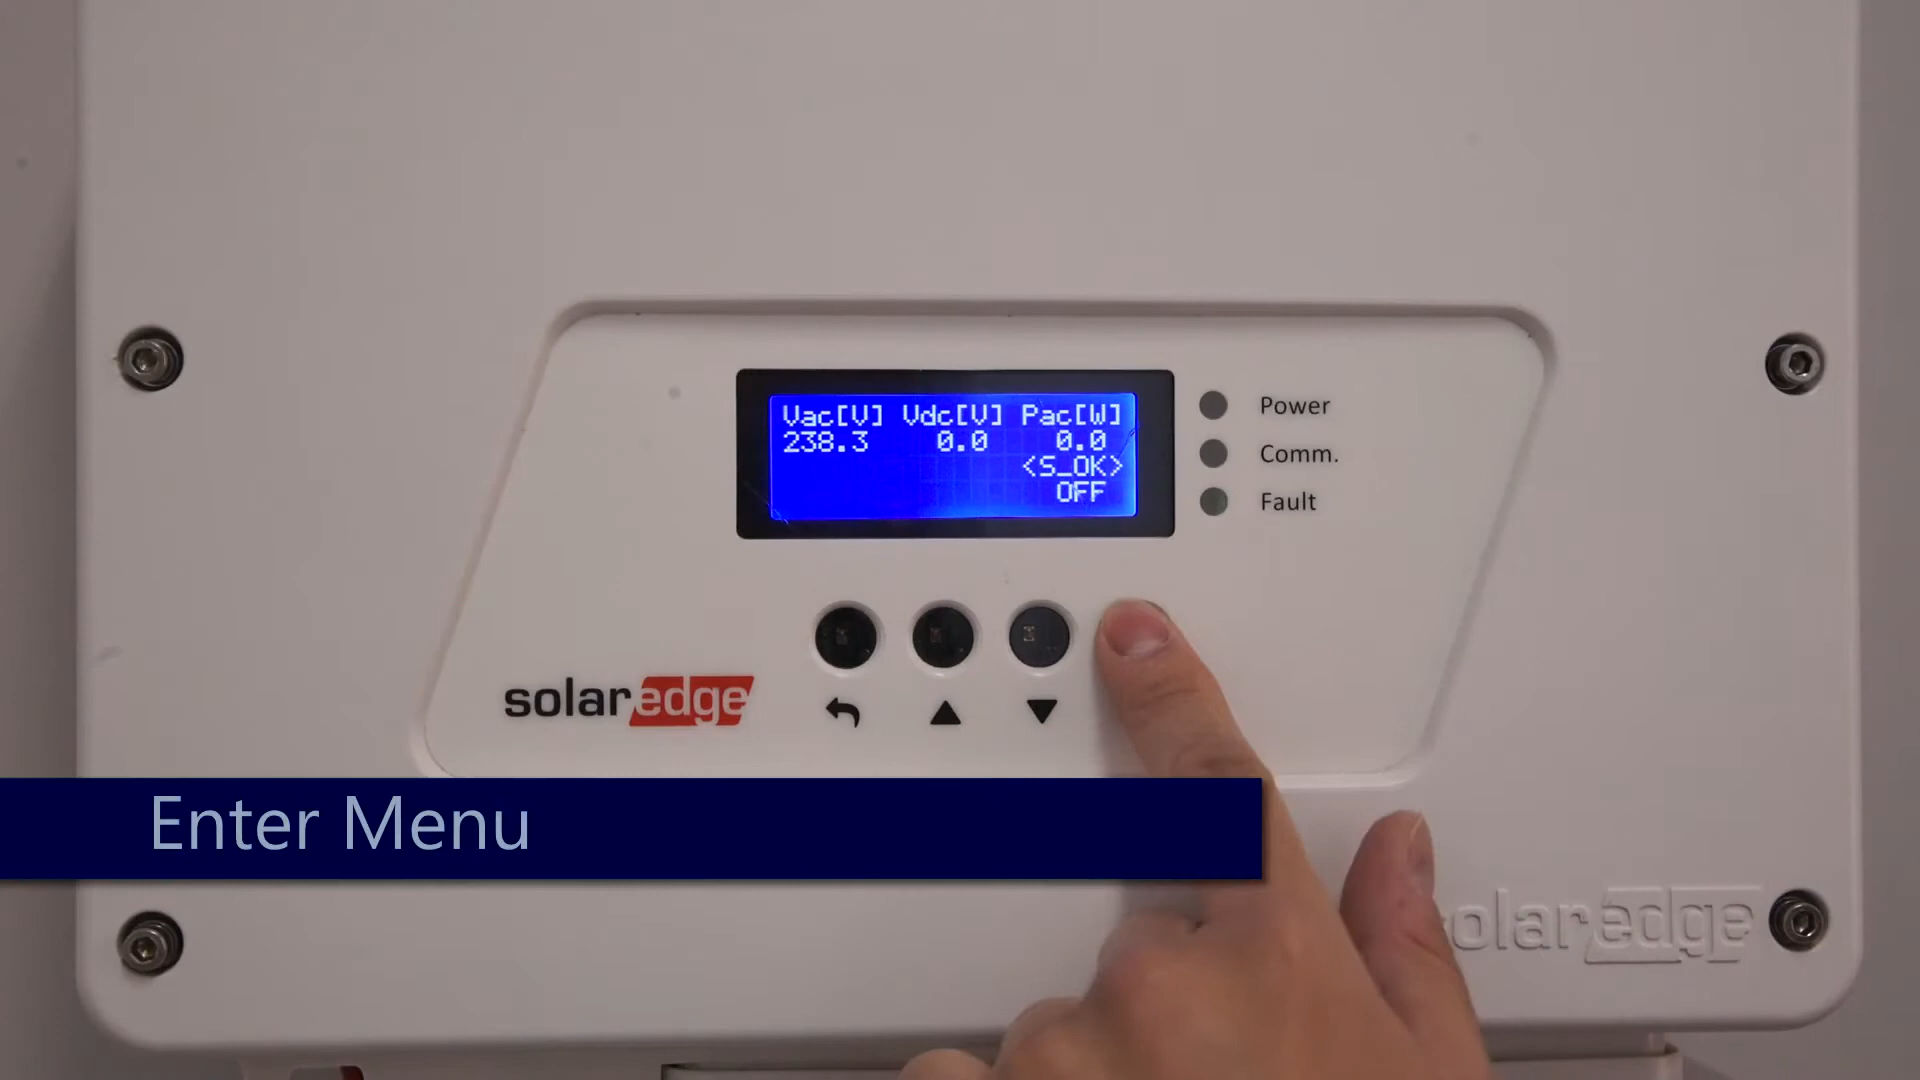 Vac[V] Vdc[V] Pac[W]
238.3 0.0 0.0
<S_OK>
OFF
Power
Comm.
Fault
solaredge
Enter Menu
solaredge